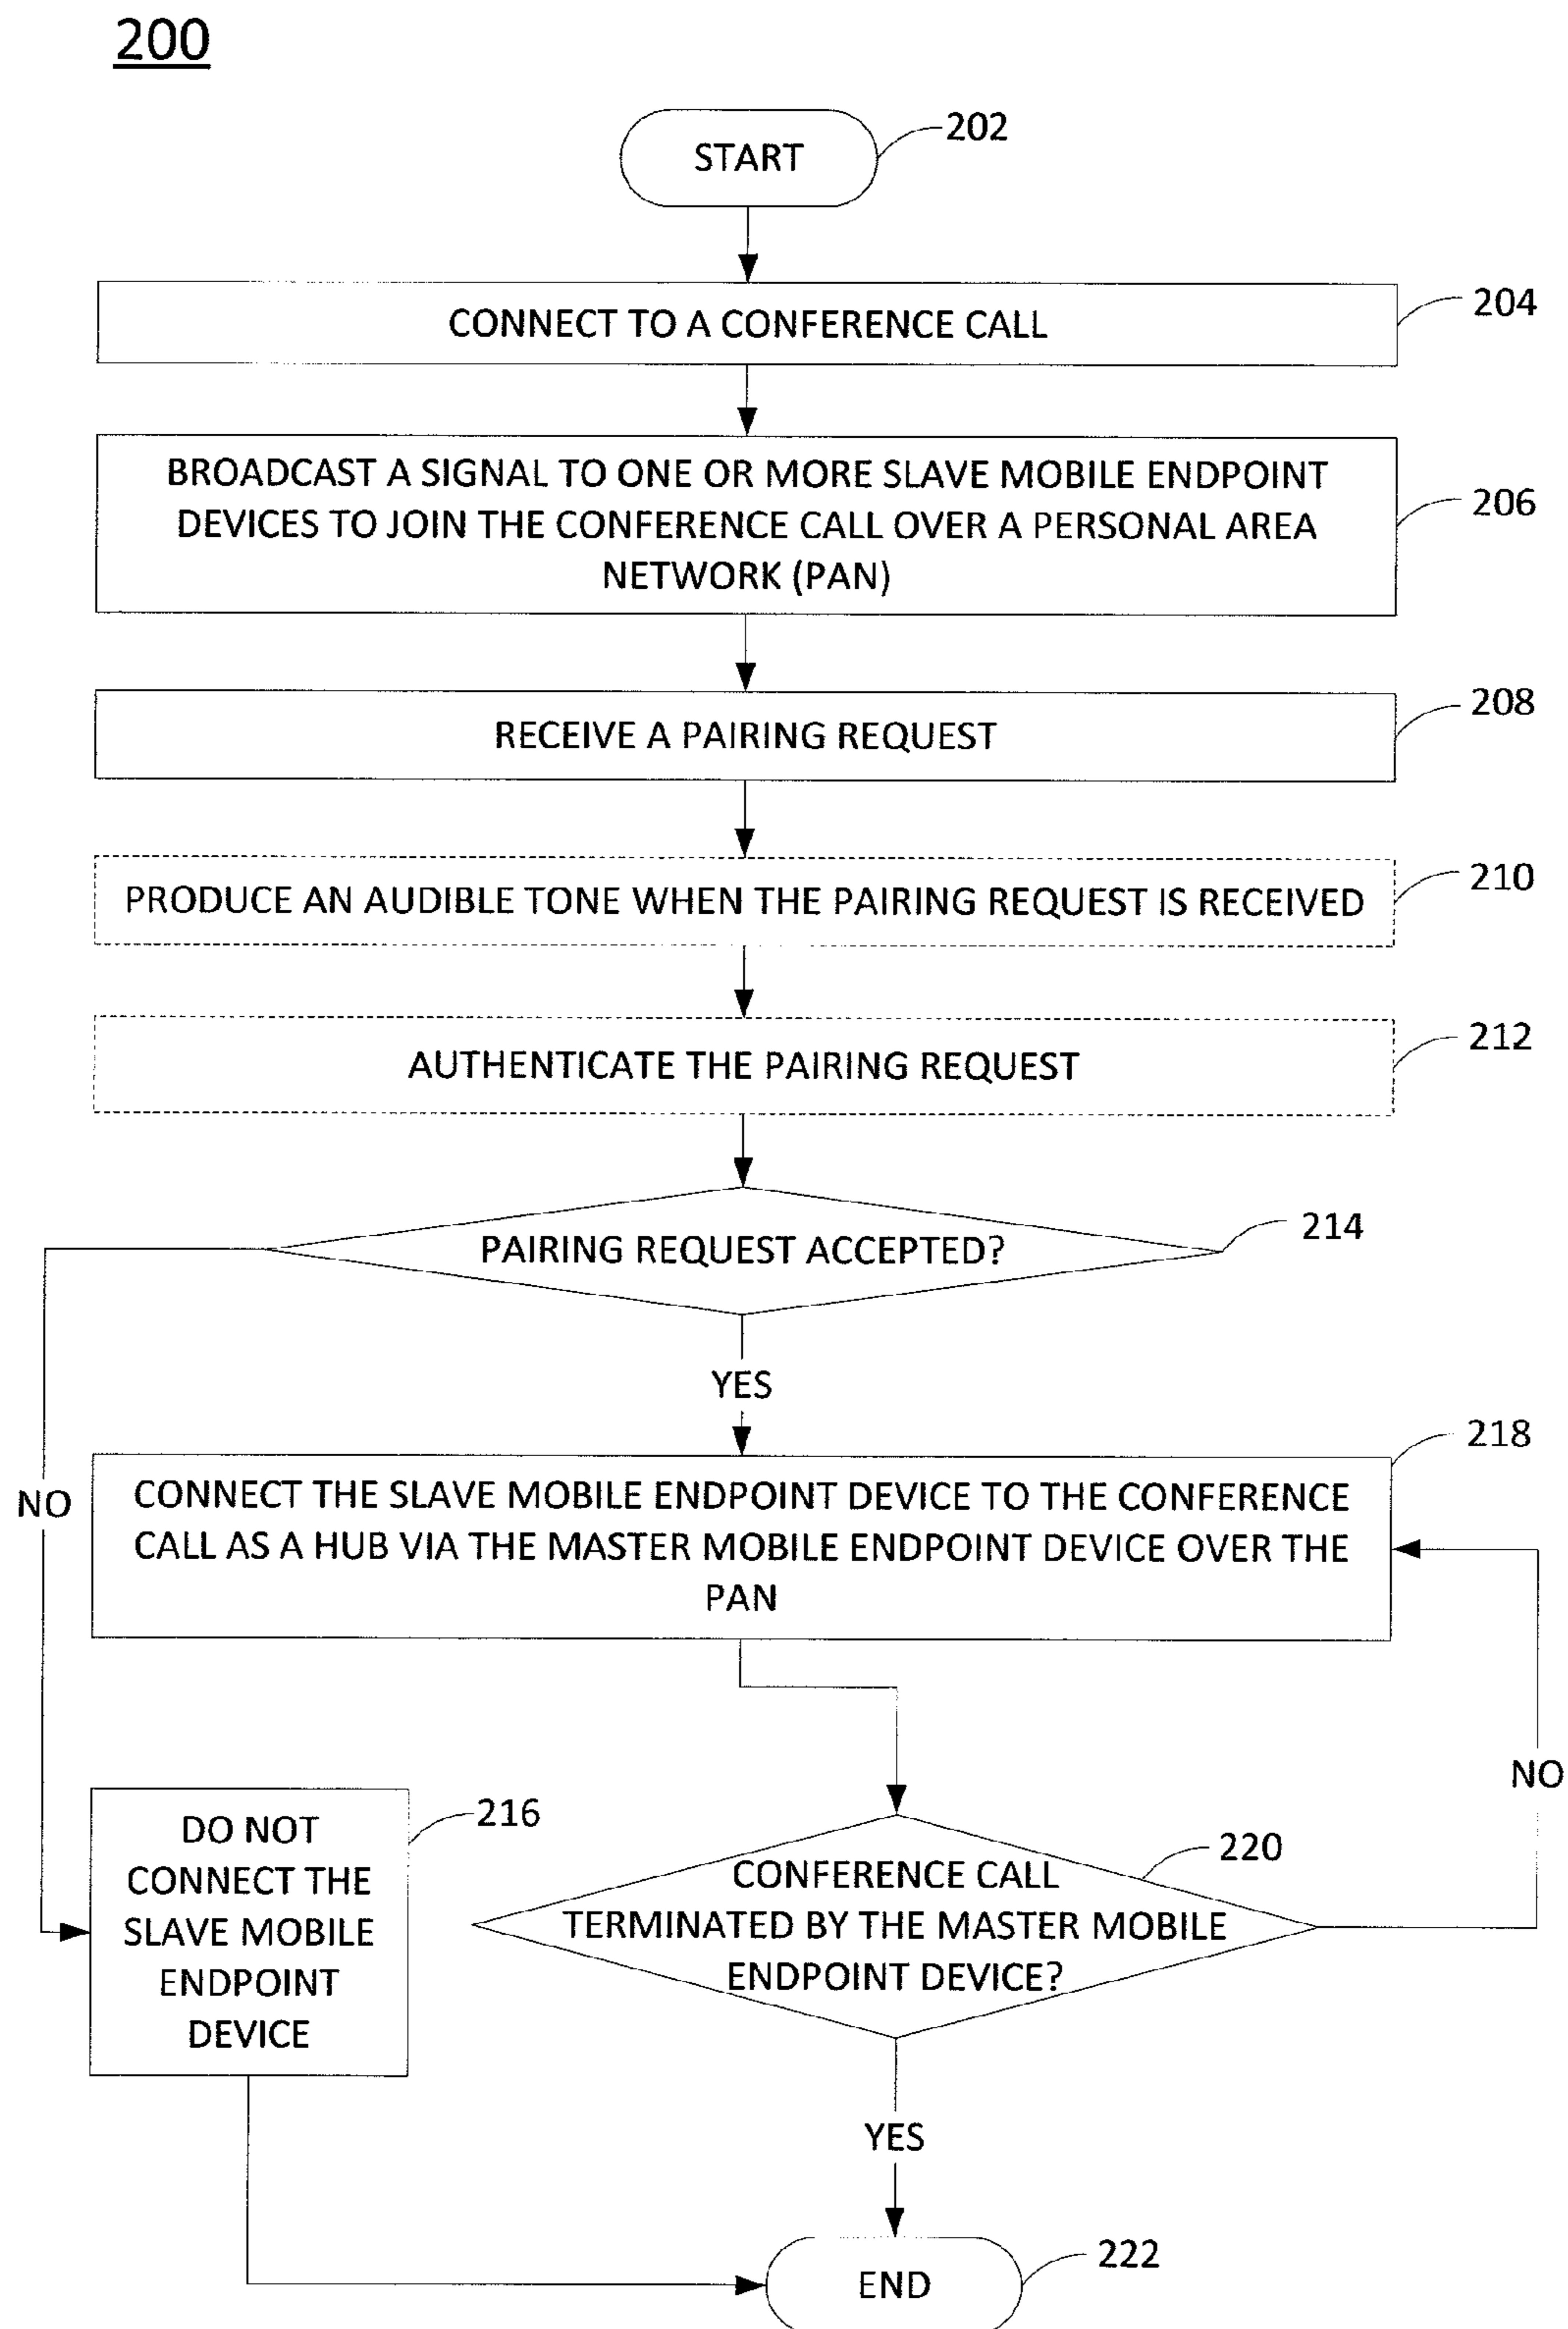 200
START
202
CONNECT TO A CONFERENCE CALL
204
BROADCAST A SIGNAL TO ONE OR MORE SLAVE MOBILE ENDPOINT
DEVICES TO JOIN THE CONFERENCE CALL OVER A PERSONAL AREA
NETWORK (PAN)
206
RECEIVE A PAIRING REQUEST
208
PRODUCE AN AUDIBLE TONE WHEN THE PAIRING REQUEST IS RECEIVED
210
AUTHENTICATE THE PAIRING REQUEST
212
PAIRING REQUEST ACCEPTED?
214
YES
NO
CONNECT THE SLAVE MOBILE ENDPOINT DEVICE TO THE CONFERENCE
CALL AS A HUB VIA THE MASTER MOBILE ENDPOINT DEVICE OVER THE
PAN
218
NO
DO NOT
CONNECT THE
SLAVE MOBILE
ENDPOINT
DEVICE
216
CONFERENCE CALL
TERMINATED BY THE MASTER MOBILE
ENDPOINT DEVICE?
220
YES
END
222